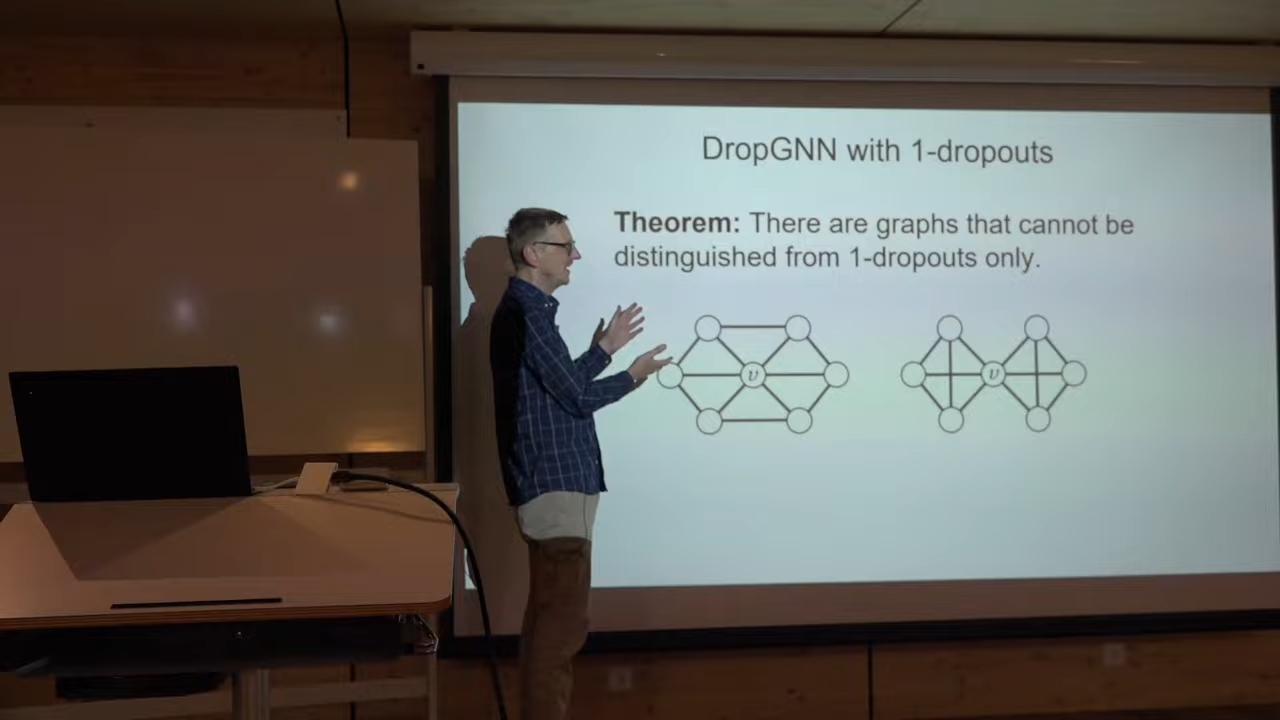 DropGNN with 1-dropouts
Theorem: There are graphs that cannot be
distinguished from 1-dropouts only.
υ
υ